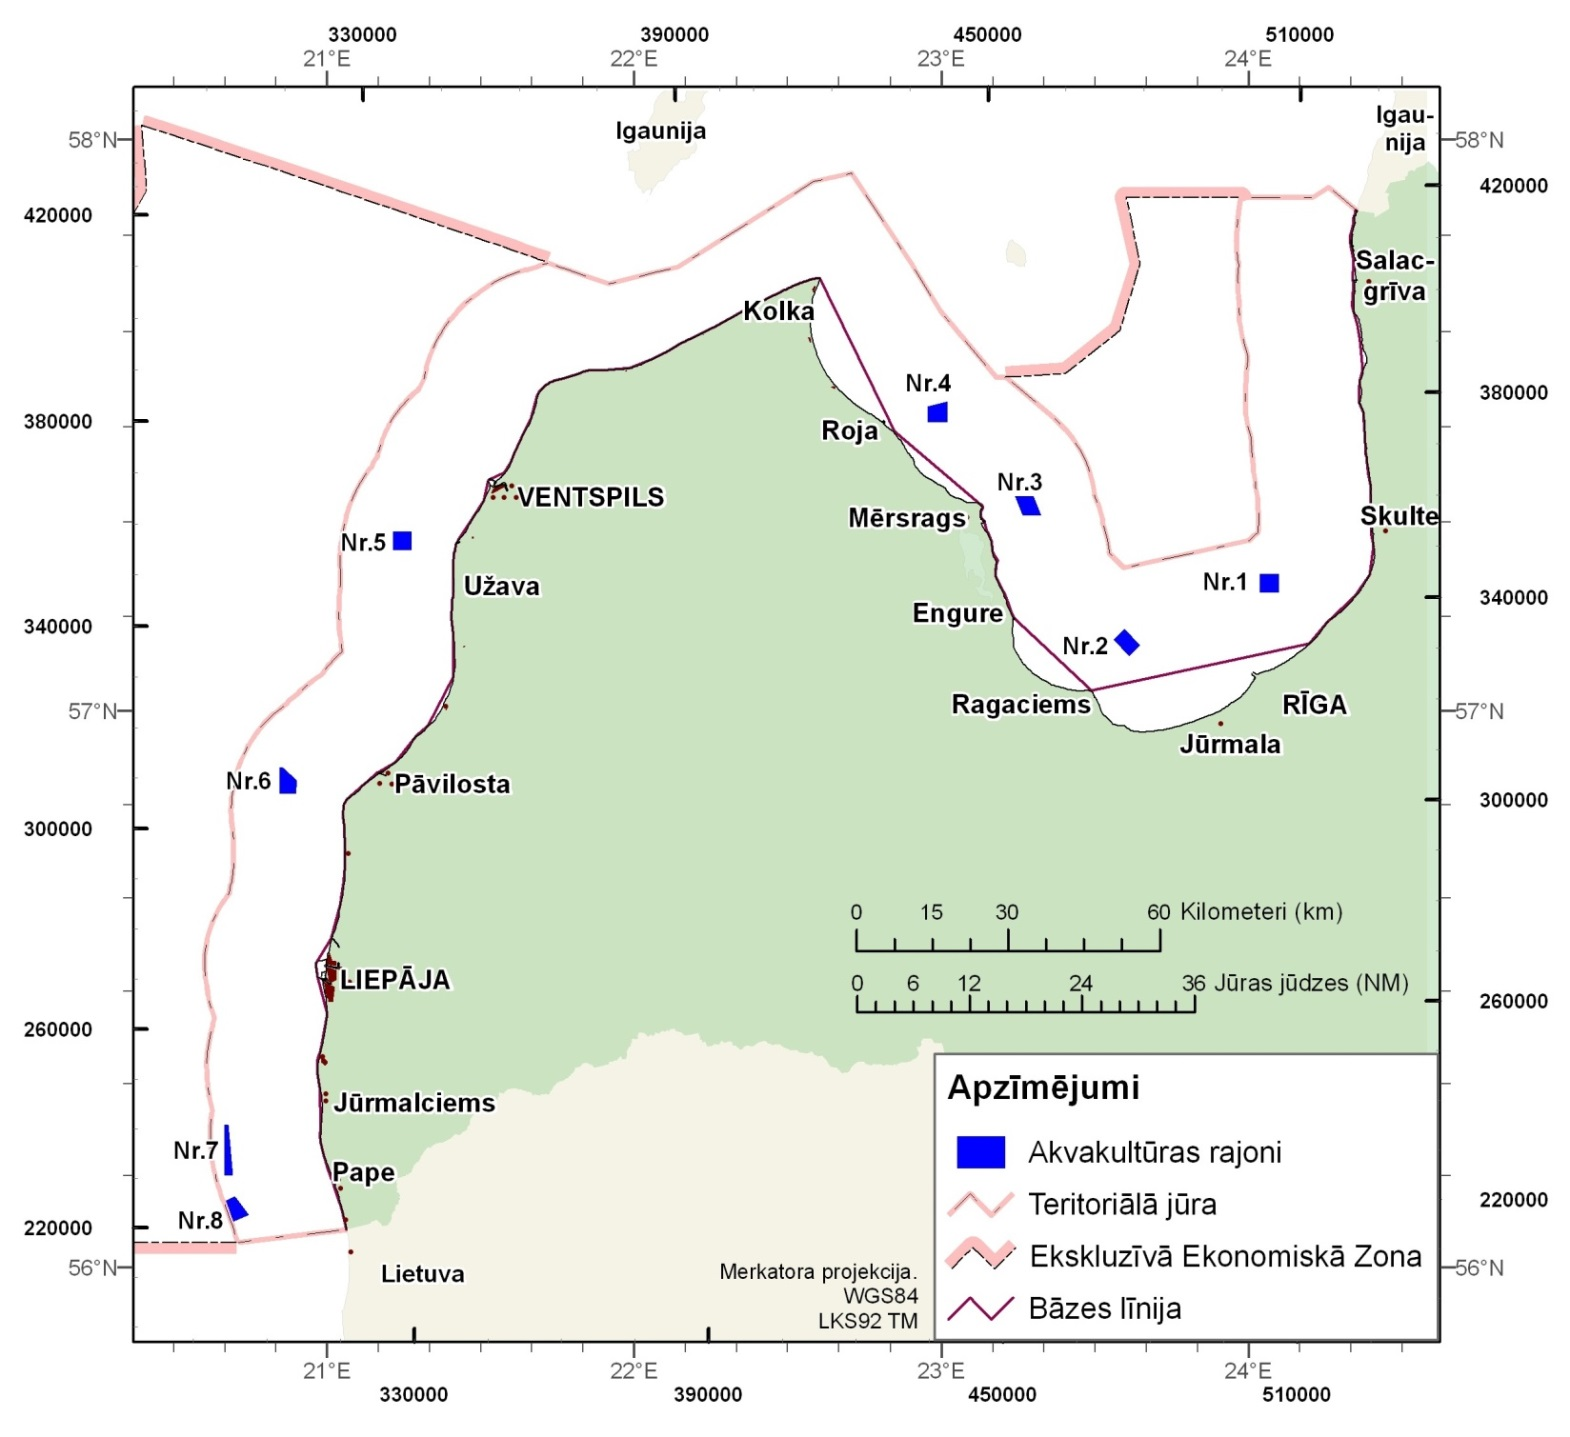 330000 390000 450000 510000
21°E 22°E 23°E 24°E
Igaunija
Igau-
nija
58°N
58°N
420000
420000
Salac-
grīva
Kolka
Nr.4
380000
380000
Roja
Nr.3
VENTSPILS
Mērsrags
Skulte
Nr.5
Užava
Nr.1
340000
Engure
340000
Nr.2
57°N
Ragaciems
RĪGA
57°N
Jūrmala
Nr.6
Pāvilosta
300000
300000
0 15 30 60 Kilometeri (km)
LIEPĀJA
0 6 12 24 36 Jūras jūdzes (NM)
260000
260000
Apzīmējumi
Jūrmalciems
Nr.7
Akvakultūras rajoni
Pape
Teritoriālā jūra
220000
Nr.8
220000
Ekskluzīvā Ekonomiskā Zona
56°N
Lietuva
56°N
Merkatora projekcija.
WGS84
LKS92 TM
Bāzes līnija
21°E 22°E 23°E 24°E
330000 390000 450000 510000